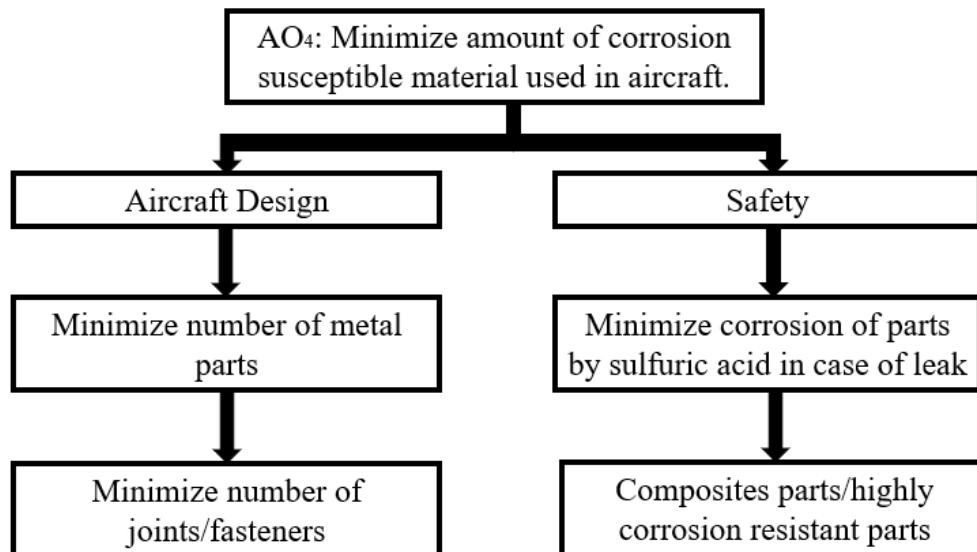 AO₄: Minimize amount of corrosion
susceptible material used in aircraft.
Aircraft Design
Safety
Minimize number of metal
parts
Minimize corrosion of parts
by sulfuric acid in case of leak
Minimize number of
joints/fasteners
Composites parts/highly
corrosion resistant parts